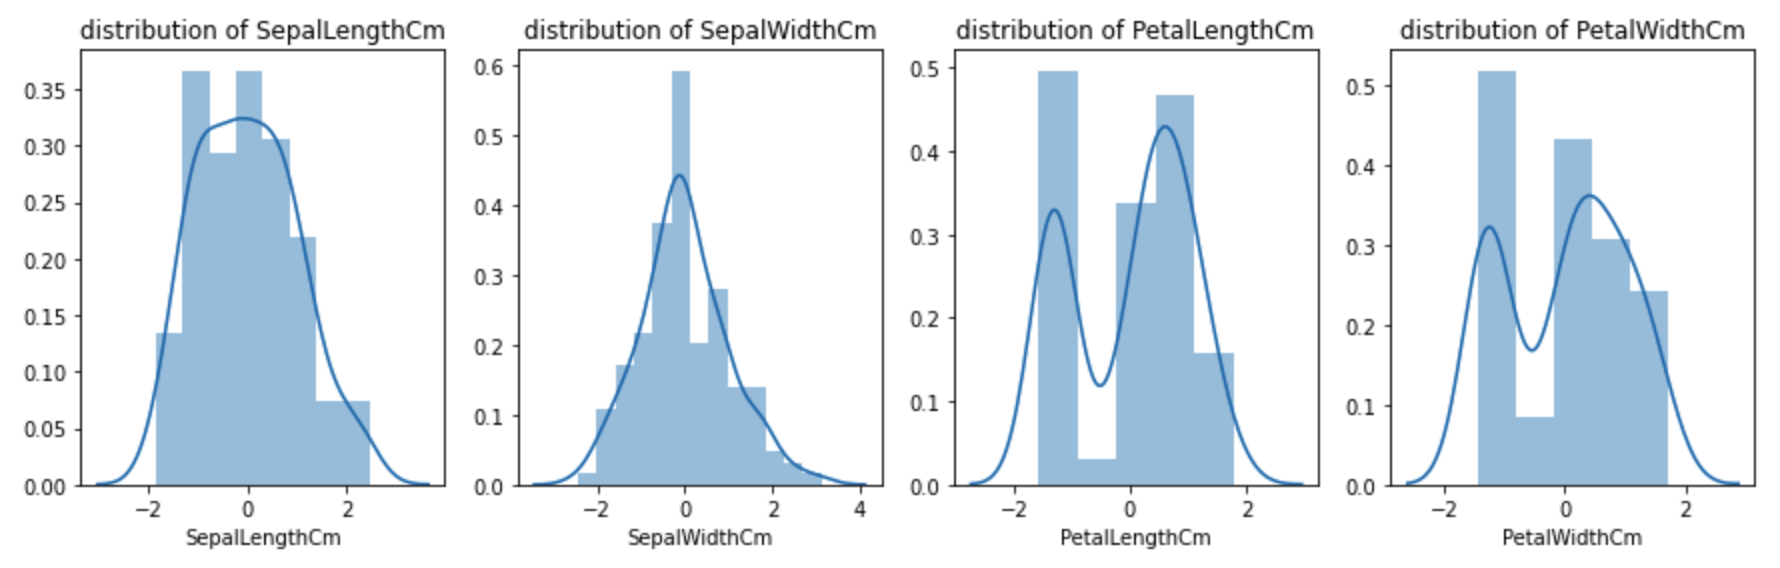 distribution of SepalLengthCm
0.35
0.30
0.25
0.20
0.15
0.10
0.05
0.00
−2 0 2
SepalLengthCm
distribution of SepalWidthCm
0.6
0.5
0.4
0.3
0.2
0.1
0.0
−2 0 2 4
SepalWidthCm
distribution of PetalLengthCm
0.5
0.4
0.3
0.2
0.1
0.0
−2 0 2
PetalLengthCm
distribution of PetalWidthCm
0.5
0.4
0.3
0.2
0.1
0.0
−2 0 2
PetalWidthCm